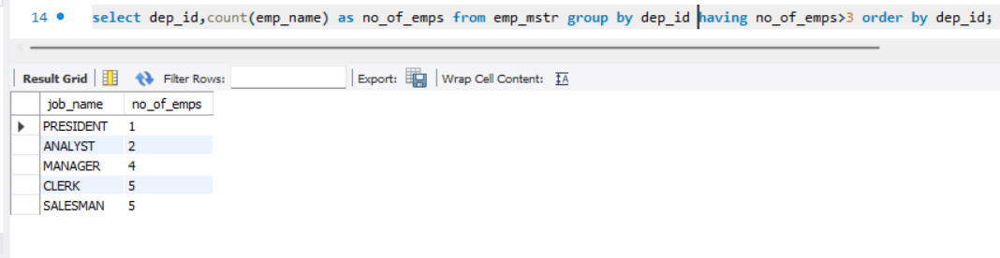 14 select dep_id,count(emp_name) as no_of_emps from emp_mstr group by dep_id having no_of_emps>3 order by dep_id;
Result Grid Filter Rows: Export: Wrap Cell Content: IA
job_name no_of_emps
PRESIDENT 1
ANALYST 2
MANAGER 4
CLERK 5
SALESMAN 5